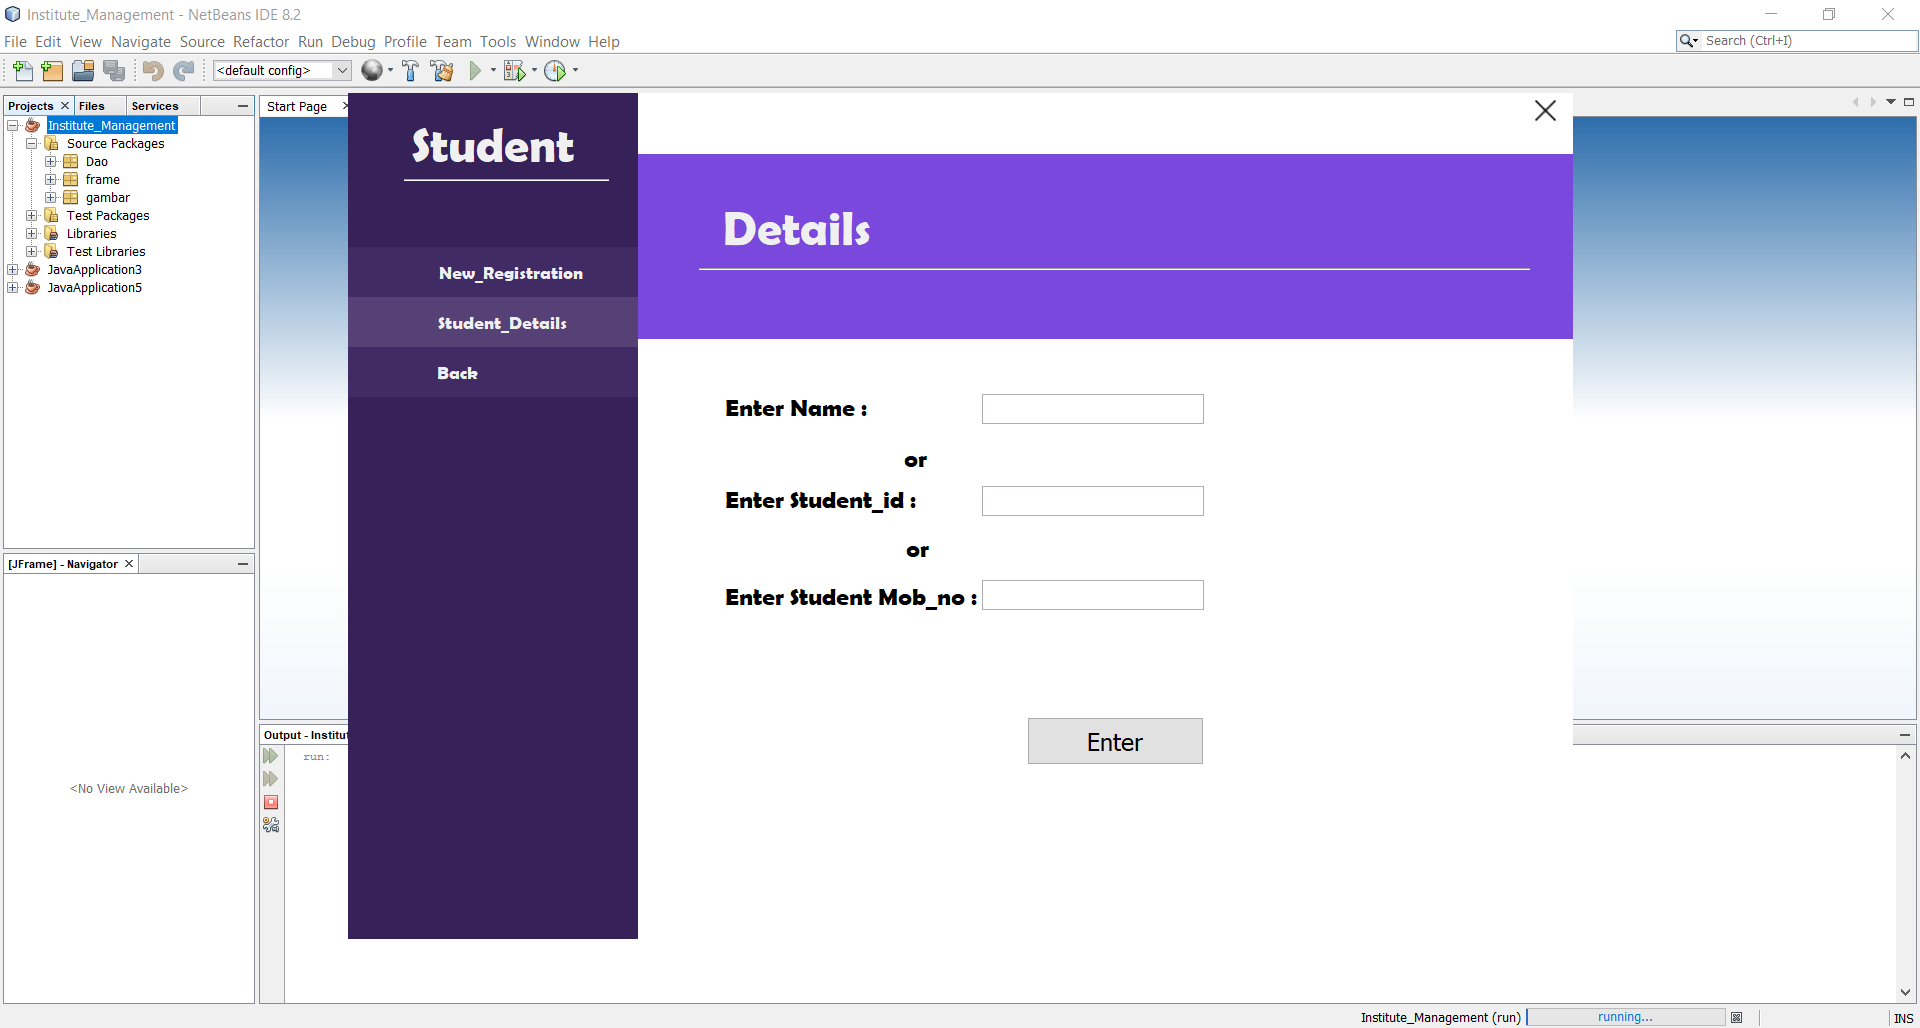 Institute_Management - NetBeans IDE 8.2
File Edit View Navigate Source Refactor Run Debug Profile Team Tools Window Help
Search (Ctrl+I)
<default config>
Projects Files Services
Institute_Management
Source Packages
Dao
frame
gambar
Test Packages
Libraries
Test Libraries
JavaApplication3
JavaApplication5
[JFrame] - Navigator
<No View Available>
Start Page
Student
New_Registration
Student_Details
Back
Details
Enter Name :
or
Enter Student_id :
or
Enter Student Mob_no :
Enter
Output - Institut
run:
Institute_Management (run) running... INS